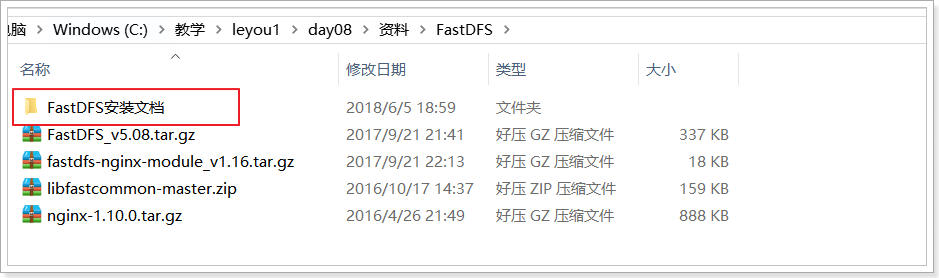 电脑 > Windows (C:) > 教学 > leyou1 > day08 > 资料 > FastDFS >
名称 修改日期 类型 大小
FastDFS安装文档 2018/6/5 18:59 文件夹
FastDFS_v5.08.tar.gz 2017/9/21 21:41 好压 GZ 压缩文件 337 KB
fastdfs-nginx-module_v1.16.tar.gz 2017/9/21 22:13 好压 GZ 压缩文件 18 KB
libfastcommon-master.zip 2016/10/17 14:37 好压 ZIP 压缩文件 159 KB
nginx-1.10.0.tar.gz 2016/4/26 21:49 好压 GZ 压缩文件 888 KB